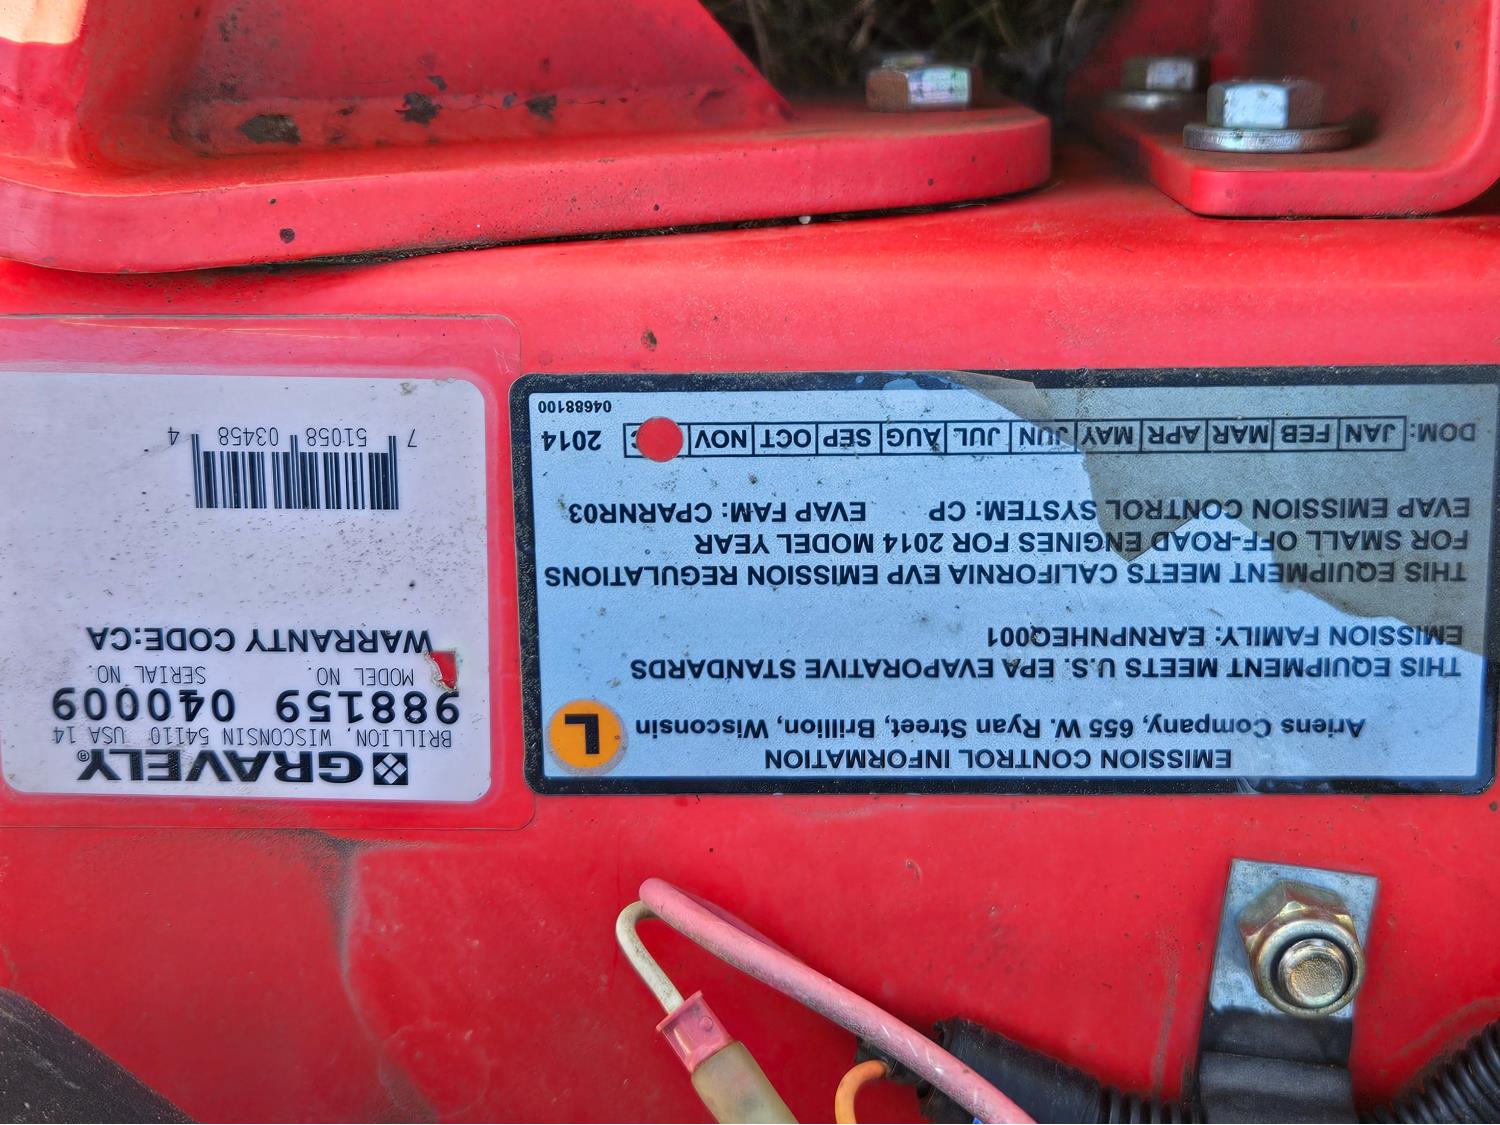 EMISSION CONTROL INFORMATION
Ariens Company, 655 W. Ryan Street, Brillion, Wisconsin
L
THIS EQUIPMENT MEETS U.S. EPA EVAPORATIVE STANDARDS
EMISSION FAMILY: EARNPNHEQ001
THIS EQUIPMENT MEETS CALIFORNIA EVP EMISSION REGULATIONS
FOR SMALL OFF-ROAD ENGINES FOR 2014 MODEL YEAR
EVAP EMISSION CONTROL SYSTEM: CP EVAP FAM: CPARNR03
DOM: JAN FEB MAR APR MAY JUN JUL AUG SEP OCT NOV 2014
04688100
GRAVELY®
BRILLION, WISCONSIN 54110 USA 14
988159 040009
MODEL NO. SERIAL NO.
WARRANTY CODE:CA
7 51058 03458 4